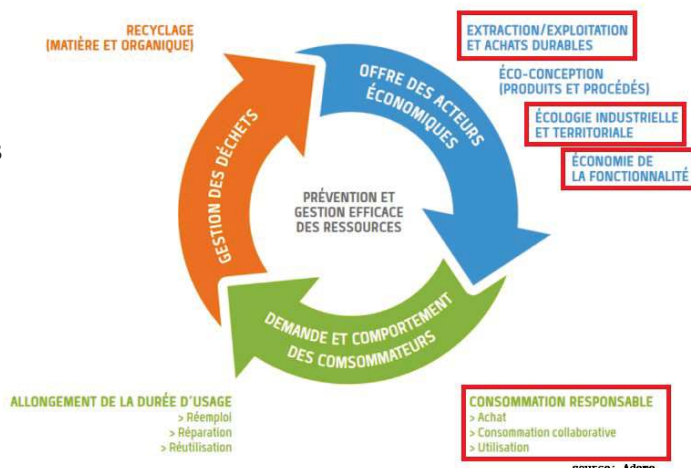 RECYCLAGE
(MATIÈRE ET ORGANIQUE)
EXTRACTION/EXPLOITATION
ET ACHATS DURABLES
ÉCO-CONCEPTION
(PRODUITS ET PROCÉDÉS)
ÉCOLOGIE INDUSTRIELLE
ET TERRITORIALE
ÉCONOMIE DE
LA FONCTIONNALITÉ
OFFRE DES ACTEURS
ÉCONOMIQUES
GESTION DES DÉCHETS
PRÉVENTION ET
GESTION EFFICACE
DES RESSOURCES
DEMANDE ET COMPORTEMENT
DES COMSOMMATEURS
ALLONGEMENT DE LA DURÉE D'USAGE
> Réemploi
> Réparation
> Réutilisation
CONSOMMATION RESPONSABLE
> Achat
> Consommation collaborative
> Utilisation
source: Ademe